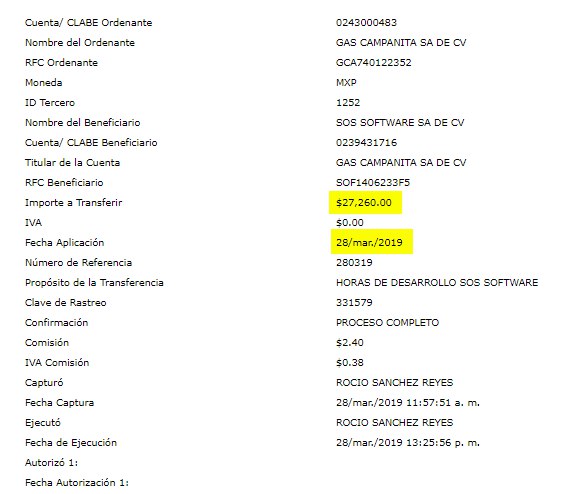 Cuenta/ CLABE Ordenante 0243000483
Nombre del Ordenante GAS CAMPANITA SA DE CV
RFC Ordenante GCA740122352
Moneda MXP
ID Tercero 1252
Nombre del Beneficiario SOS SOFTWARE SA DE CV
Cuenta/ CLABE Beneficiario 0239431716
Titular de la Cuenta GAS CAMPANITA SA DE CV
RFC Beneficiario SOF1406233F5
Importe a Transferir $27,260.00
IVA $0.00
Fecha Aplicación 28/mar./2019
Número de Referencia 280319
Propósito de la Transferencia HORAS DE DESARROLLO SOS SOFTWARE
Clave de Rastreo 331579
Confirmación PROCESO COMPLETO
Comisión $2.40
IVA Comisión $0.38
Capturó ROCIO SANCHEZ REYES
Fecha Captura 28/mar./2019 11:57:51 a. m.
Ejecutó ROCIO SANCHEZ REYES
Fecha de Ejecución 28/mar./2019 13:25:56 p. m.
Autorizó 1:
Fecha Autorización 1: